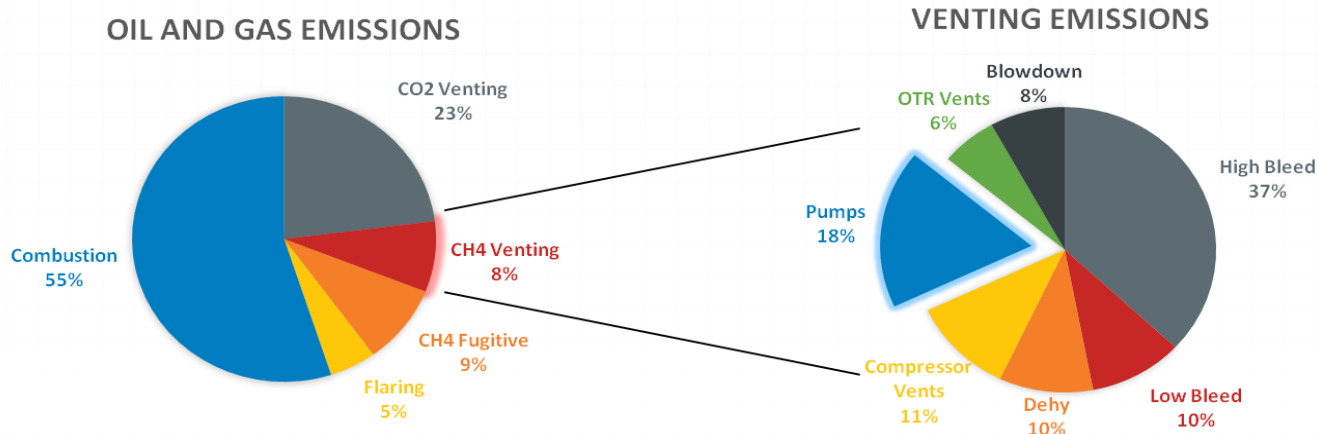 OIL AND GAS EMISSIONS
CO2 Venting
23%
CH4 Venting
8%
CH4 Fugitive
9%
Flaring
5%
Combustion
55%
VENTING EMISSIONS
Blowdown
8%
OTR Vents
6%
High Bleed
37%
Pumps
18%
Compressor
Vents
11%
Dehy
10%
Low Bleed
10%